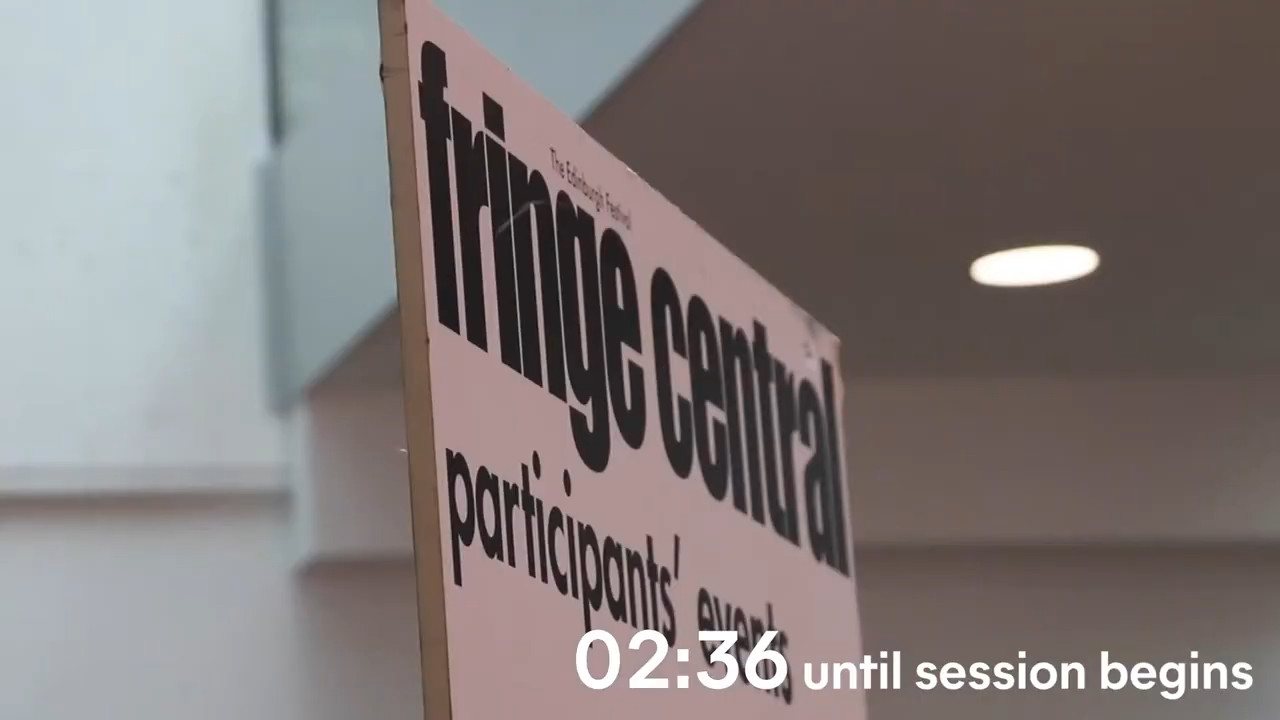 The Edinburgh Festival
fringe central
participants' events
02:36 until session begins